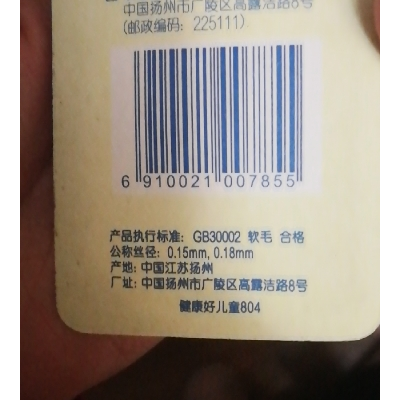 中国扬州市广陵区高露洁路8号
(邮政编码: 225111)
6 910021 007855
产品执行标准: GB30002 软毛 合格
公称丝径: 0.15mm, 0.18mm
产地: 中国江苏扬州
厂址: 中国扬州市广陵区高露洁路8号
健康好儿童804